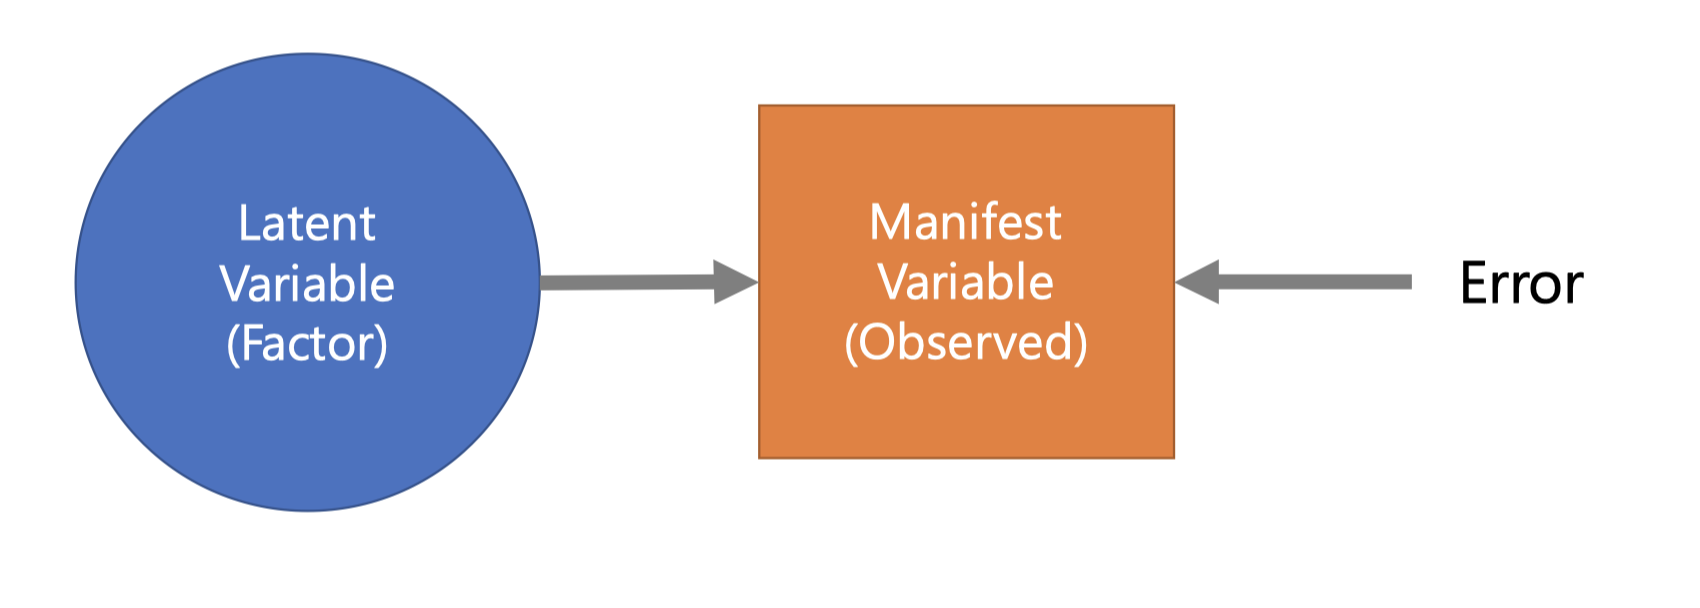 Latent
Variable
(Factor)
Manifest
Variable
(Observed)
Error